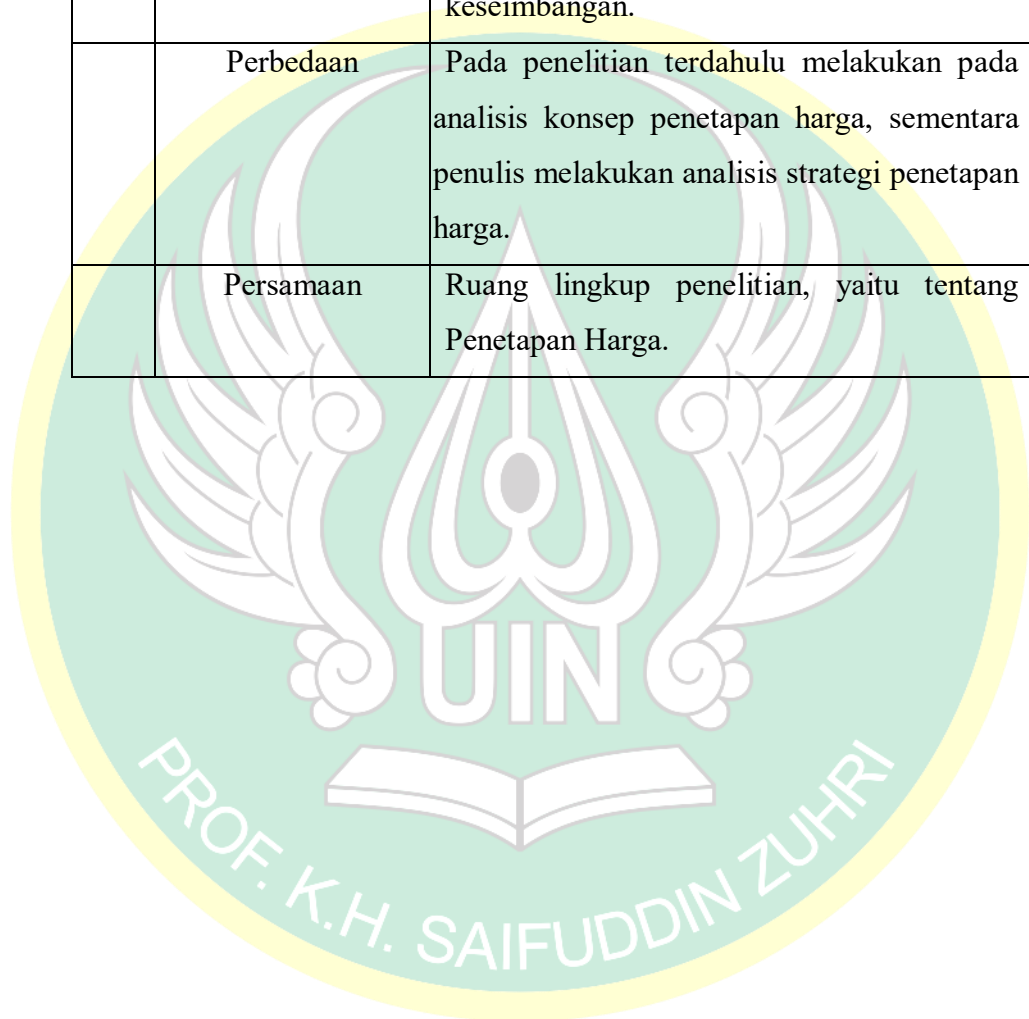 keseimbangan.
Perbedaan
Pada penelitian terdahulu melakukan pada
analisis konsep penetapan harga, sementara
penulis melakukan analisis strategi penetapan
harga.
Persamaan
Ruang lingkup penelitian, yaitu tentang
Penetapan Harga.
UIN
PROF. K.H. SAIFUDDIN ZUHRI